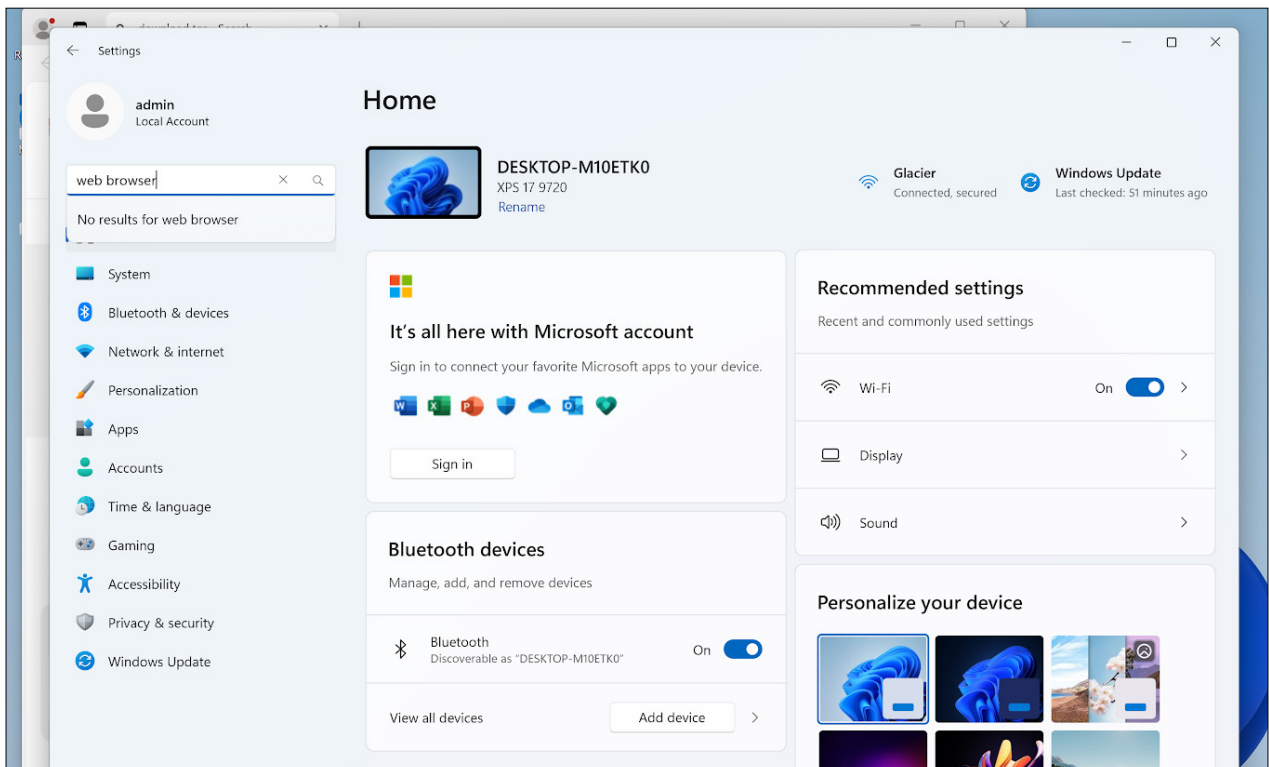 Settings
admin
Local Account
web browser
No results for web browser
System
Bluetooth & devices
Network & internet
Personalization
Apps
Accounts
Time & language
Gaming
Accessibility
Privacy & security
Windows Update
Home
DESKTOP-M10ETK0
XPS 17 9720
Rename
Glacier
Connected, secured
Windows Update
Last checked: 51 minutes ago
It's all here with Microsoft account
Sign in to connect your favorite Microsoft apps to your device.
Sign in
Bluetooth devices
Manage, add, and remove devices
Bluetooth
Discoverable as "DESKTOP-M10ETK0"
On
View all devices
Add device
Recommended settings
Recent and commonly used settings
Wi-Fi
On
Display
Sound
Personalize your device